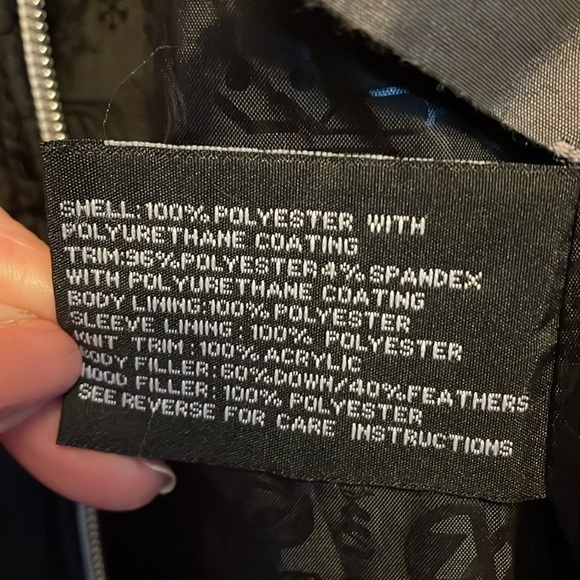 SHELL:100% POLYESTER WITH
POLYURETHANE COATING
TRIM:96%POLYESTER4%SPANDEX
WITH POLYURETHANE COATING
BODY LINING:100% POLYESTER
SLEEVE LINING: 100% POLYESTER
KNIT TRIM :100% ACRYLIC
BODY FILLER: 60%DOWN/40%FEATHERS
HOOD FILLER: 100% POLYESTER
SEE REVERSE FOR CARE INSTRUCTIONS